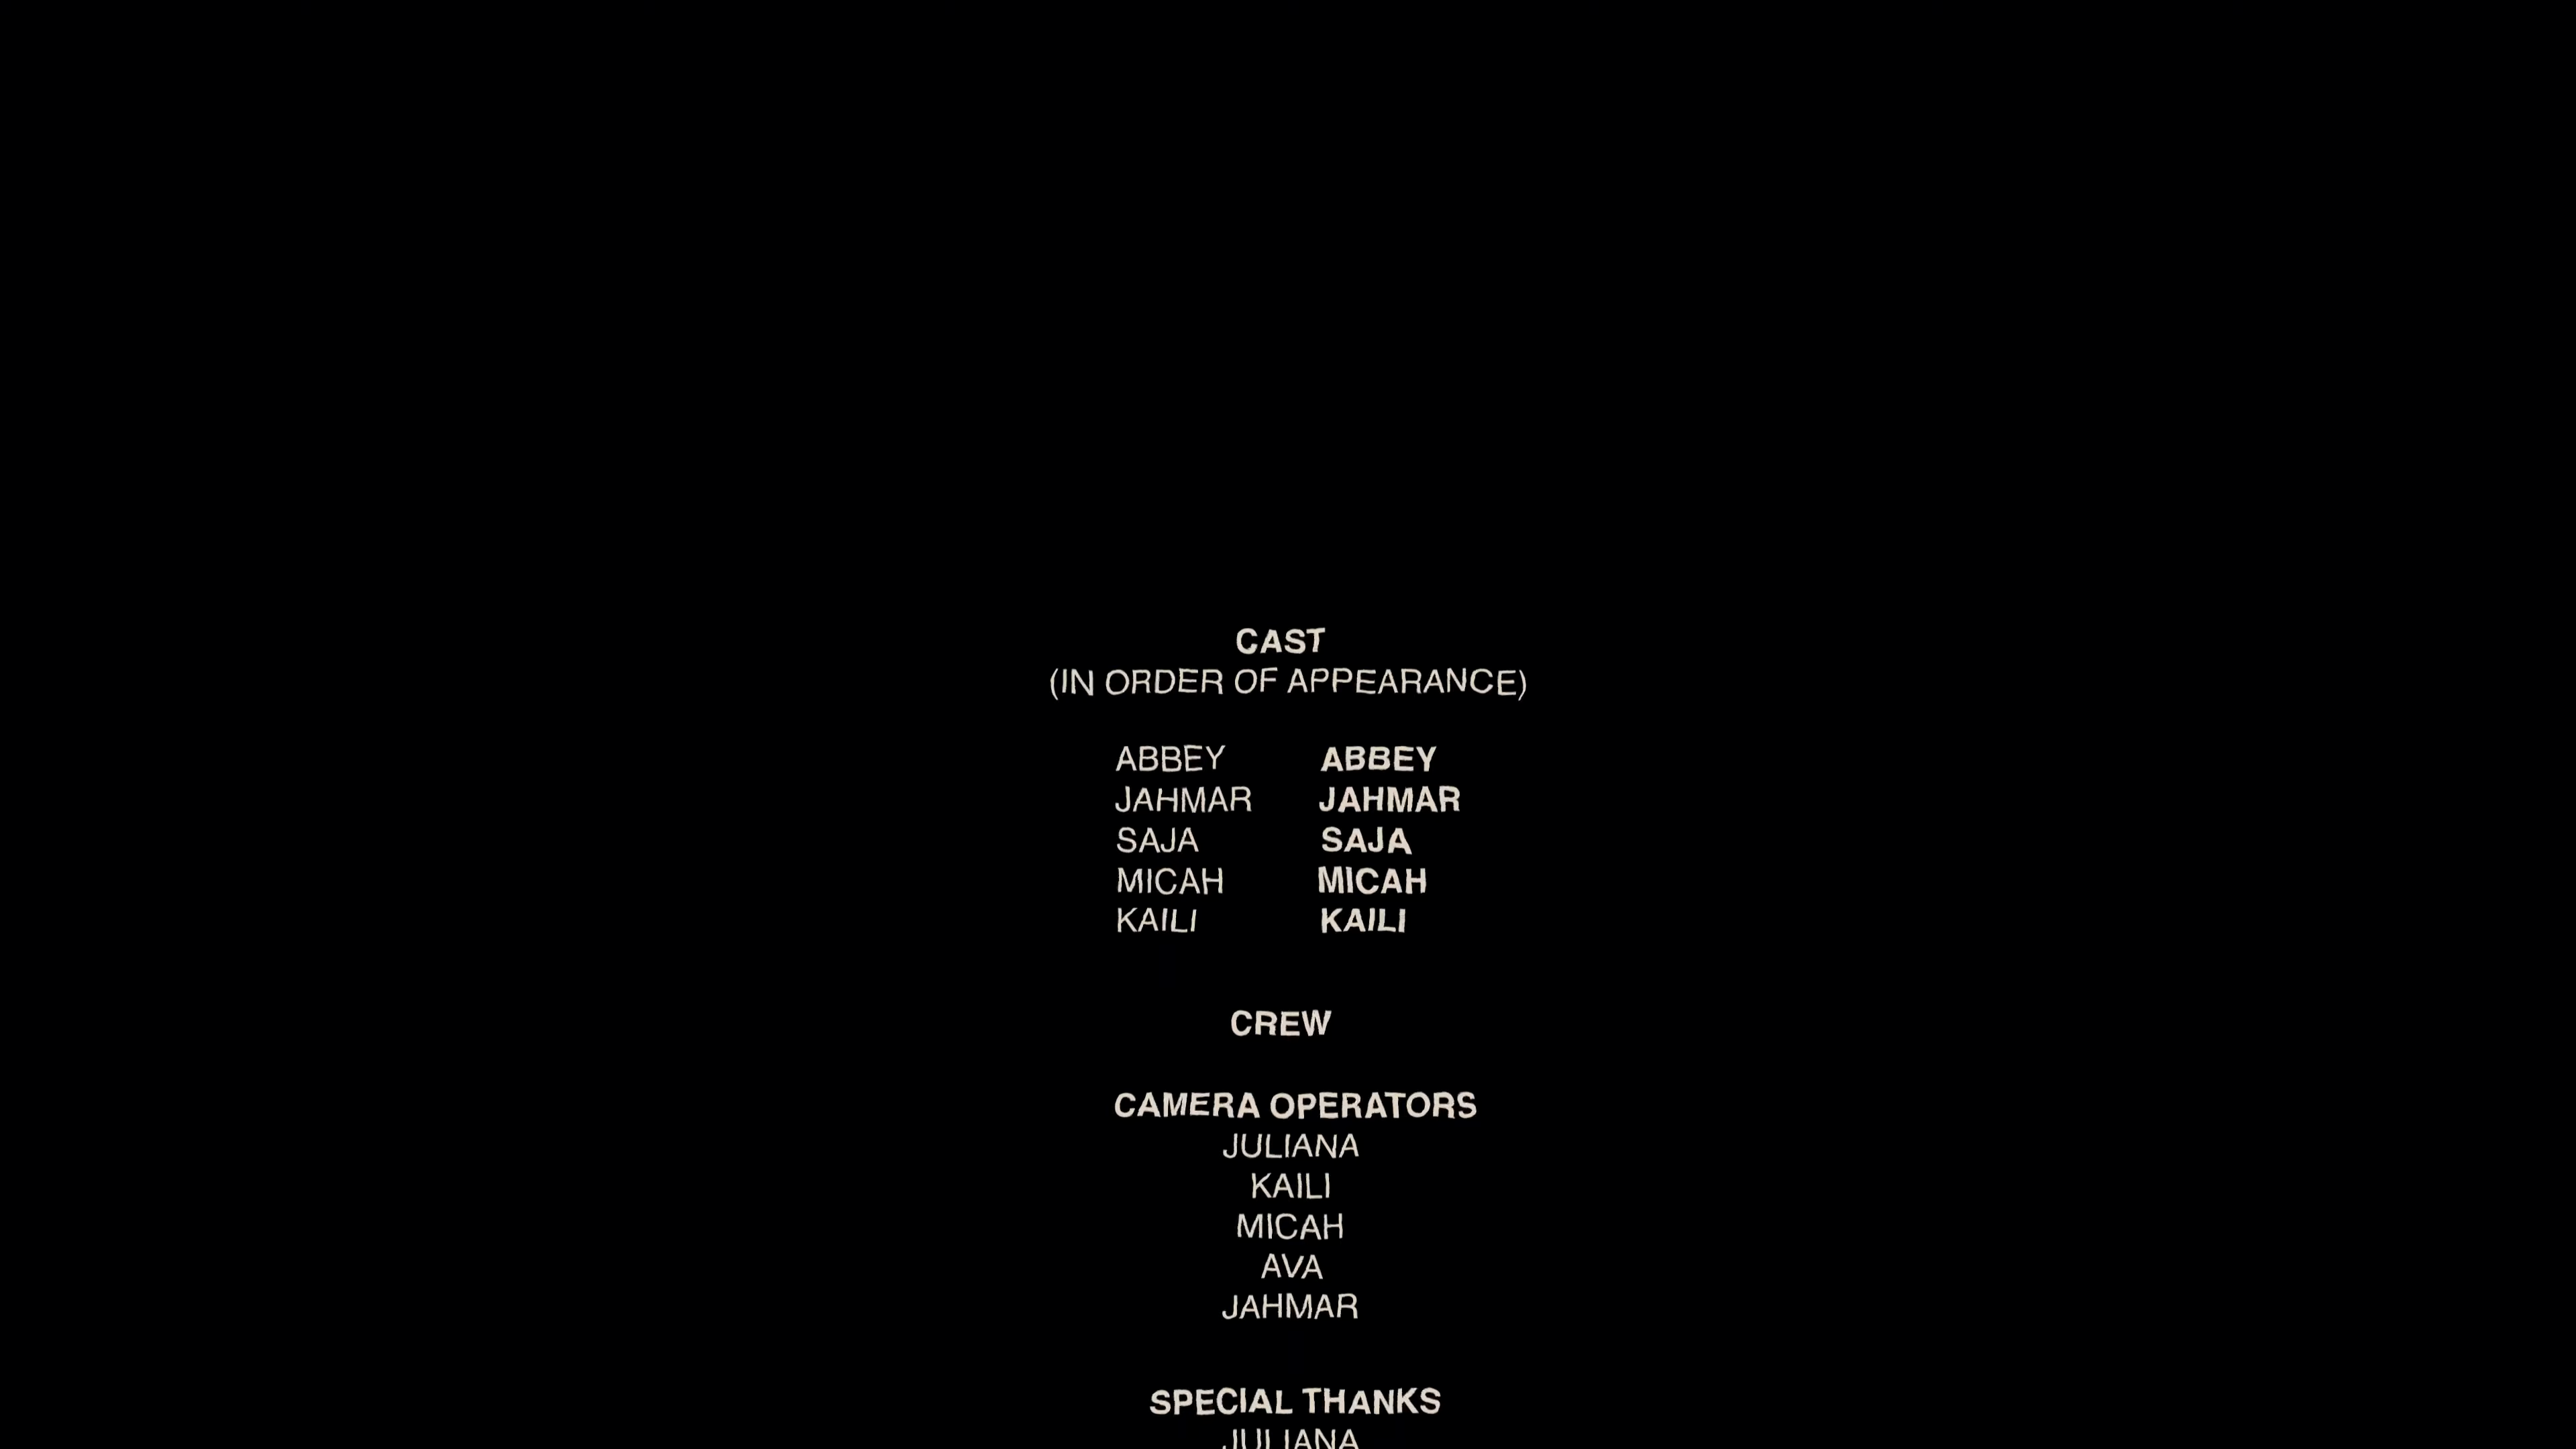 CAST
(IN ORDER OF APPEARANCE)
ABBEY ABBEY
JAHMAR JAHMAR
SAJA SAJA
MICAH MICAH
KAILI KAILI
CREW
CAMERA OPERATORS
JULIANA
KAILI
MICAH
AVA
JAHMAR
SPECIAL THANKS
JULIANA